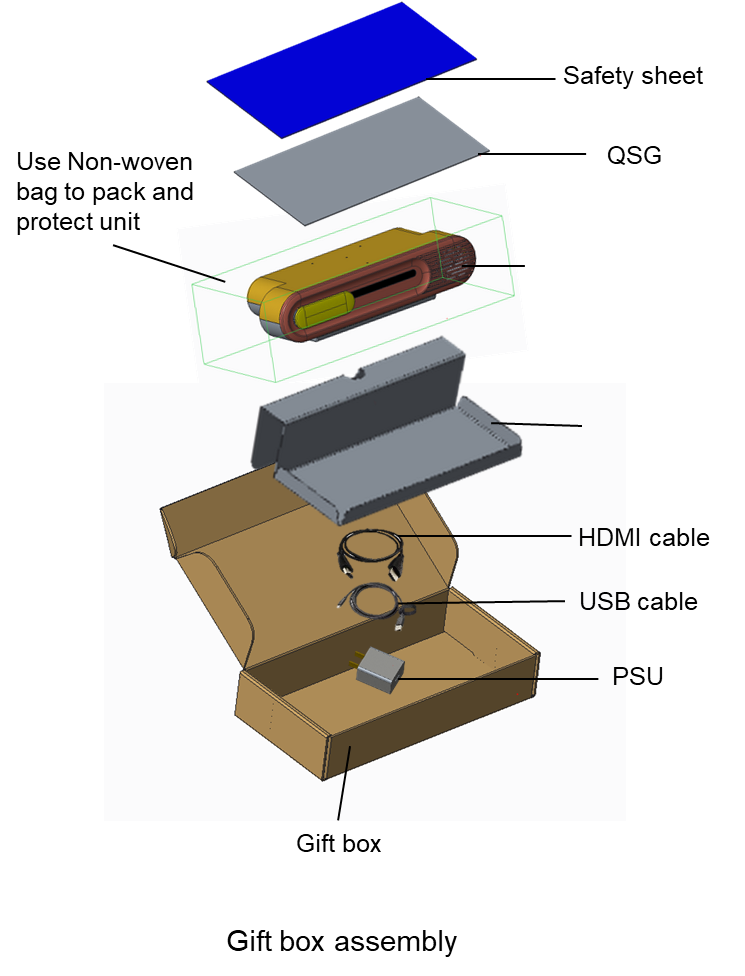 Safety sheet
QSG
Use Non-woven
bag to pack and
protect unit
HDMI cable
USB cable
PSU
Gift box
Gift box assembly